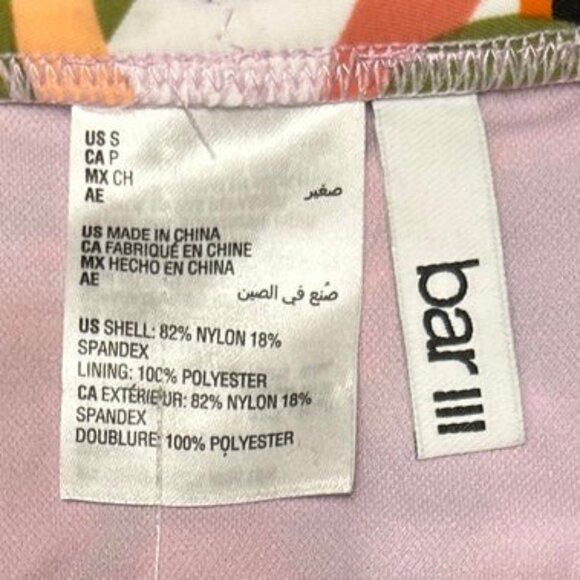 US S
CA P
MX CH
AE صغير
US MADE IN CHINA
CA FABRIQUÉ EN CHINE
MX HECHO EN CHINA
AE
صُنع في الصين
US SHELL: 82% NYLON 18%
SPANDEX
LINING: 100% POLYESTER
CA EXTÉRIEUR: 82% NYLON 18%
SPANDEX
DOUBLURE: 100% POLYESTER
bar III